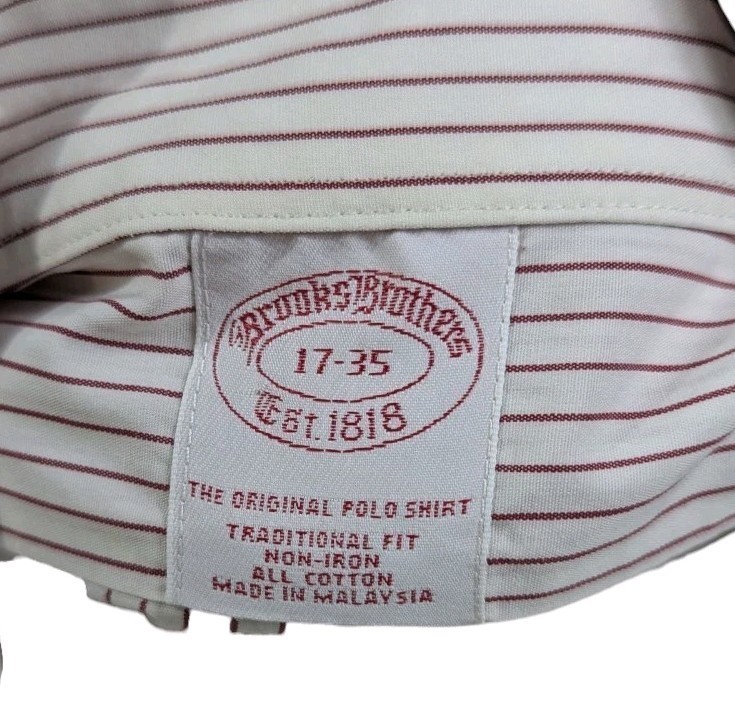 Brooks Brothers
17-35
Est. 1818
THE ORIGINAL POLO SHIRT
TRADITIONAL FIT
NON-IRON
ALL COTTON
MADE IN MALAYSIA